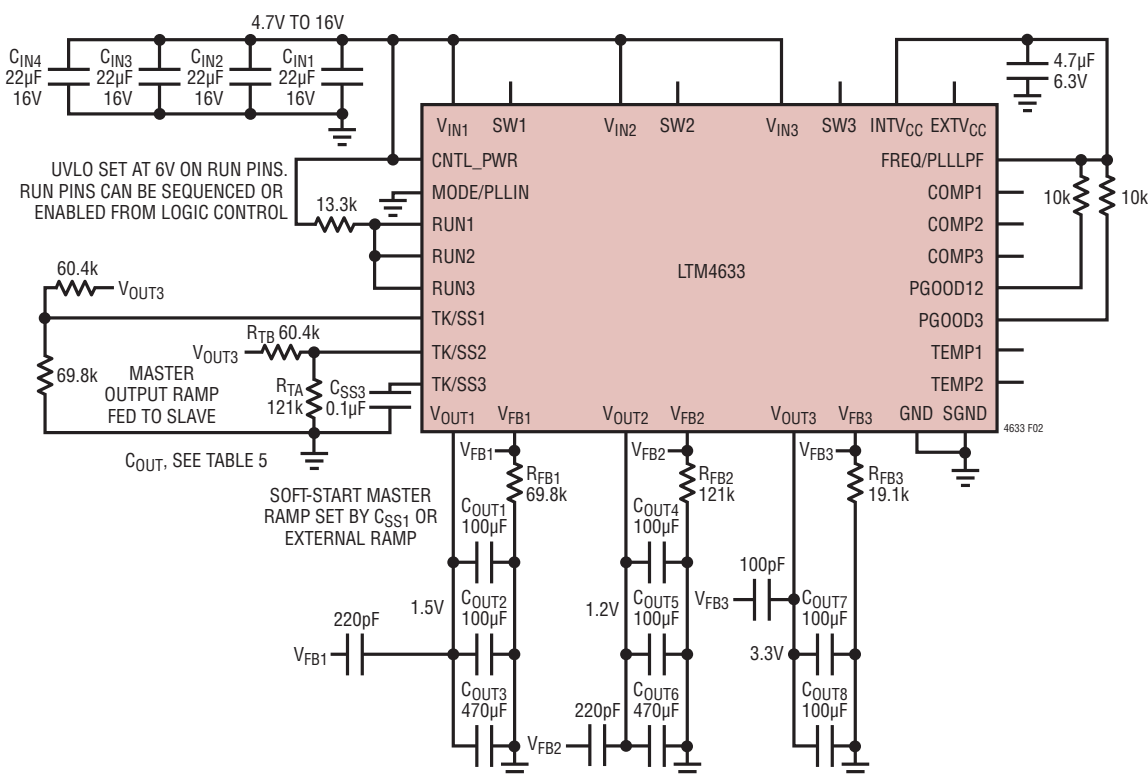 4.7V TO 16V
CIN4
22µF
16V
CIN3
22µF
16V
CIN2
22µF
16V
CIN1
22µF
16V
4.7µF
6.3V
VIN1
SW1
VIN2
SW2
VIN3
SW3
INTVCC
EXTVCC
UVLO SET AT 6V ON RUN PINS.
RUN PINS CAN BE SEQUENCED OR
ENABLED FROM LOGIC CONTROL
13.3k
CNTL_PWR
MODE/PLLIN
RUN1
RUN2
RUN3
TK/SS1
TK/SS2
TK/SS3
LTM4633
FREQ/PLLLPF
COMP1
COMP2
COMP3
PGOOD12
PGOOD3
TEMP1
TEMP2
10k
10k
60.4k
VOUT3
69.8k
VOUT3
RTB 60.4k
MASTER
OUTPUT RAMP
FED TO SLAVE
RTA
121k
CSS3
0.1µF
VOUT1
VFB1
VOUT2
VFB2
VOUT3
VFB3
GND
SGND
4633 F02
COUT, SEE TABLE 5
SOFT-START MASTER
RAMP SET BY CSS1 OR
EXTERNAL RAMP
VFB1
RFB1
69.8k
VFB2
RFB2
121k
VFB3
RFB3
19.1k
COUT1
100µF
COUT4
100µF
100pF
1.5V
COUT2
100µF
1.2V
COUT5
100µF
VFB3
COUT7
100µF
220pF
VFB1
3.3V
COUT3
470µF
220pF
VFB2
COUT6
470µF
COUT8
100µF